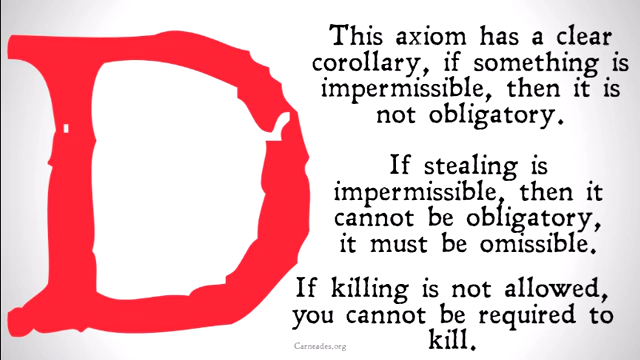 D
This axiom has a clear
corollary, if something is
impermissible, then it is
not obligatory.
If stealing is
impermissible, then it
cannot be obligatory,
it must be omissible.
If killing is not allowed,
you cannot be required to
kill.
Carneades.org